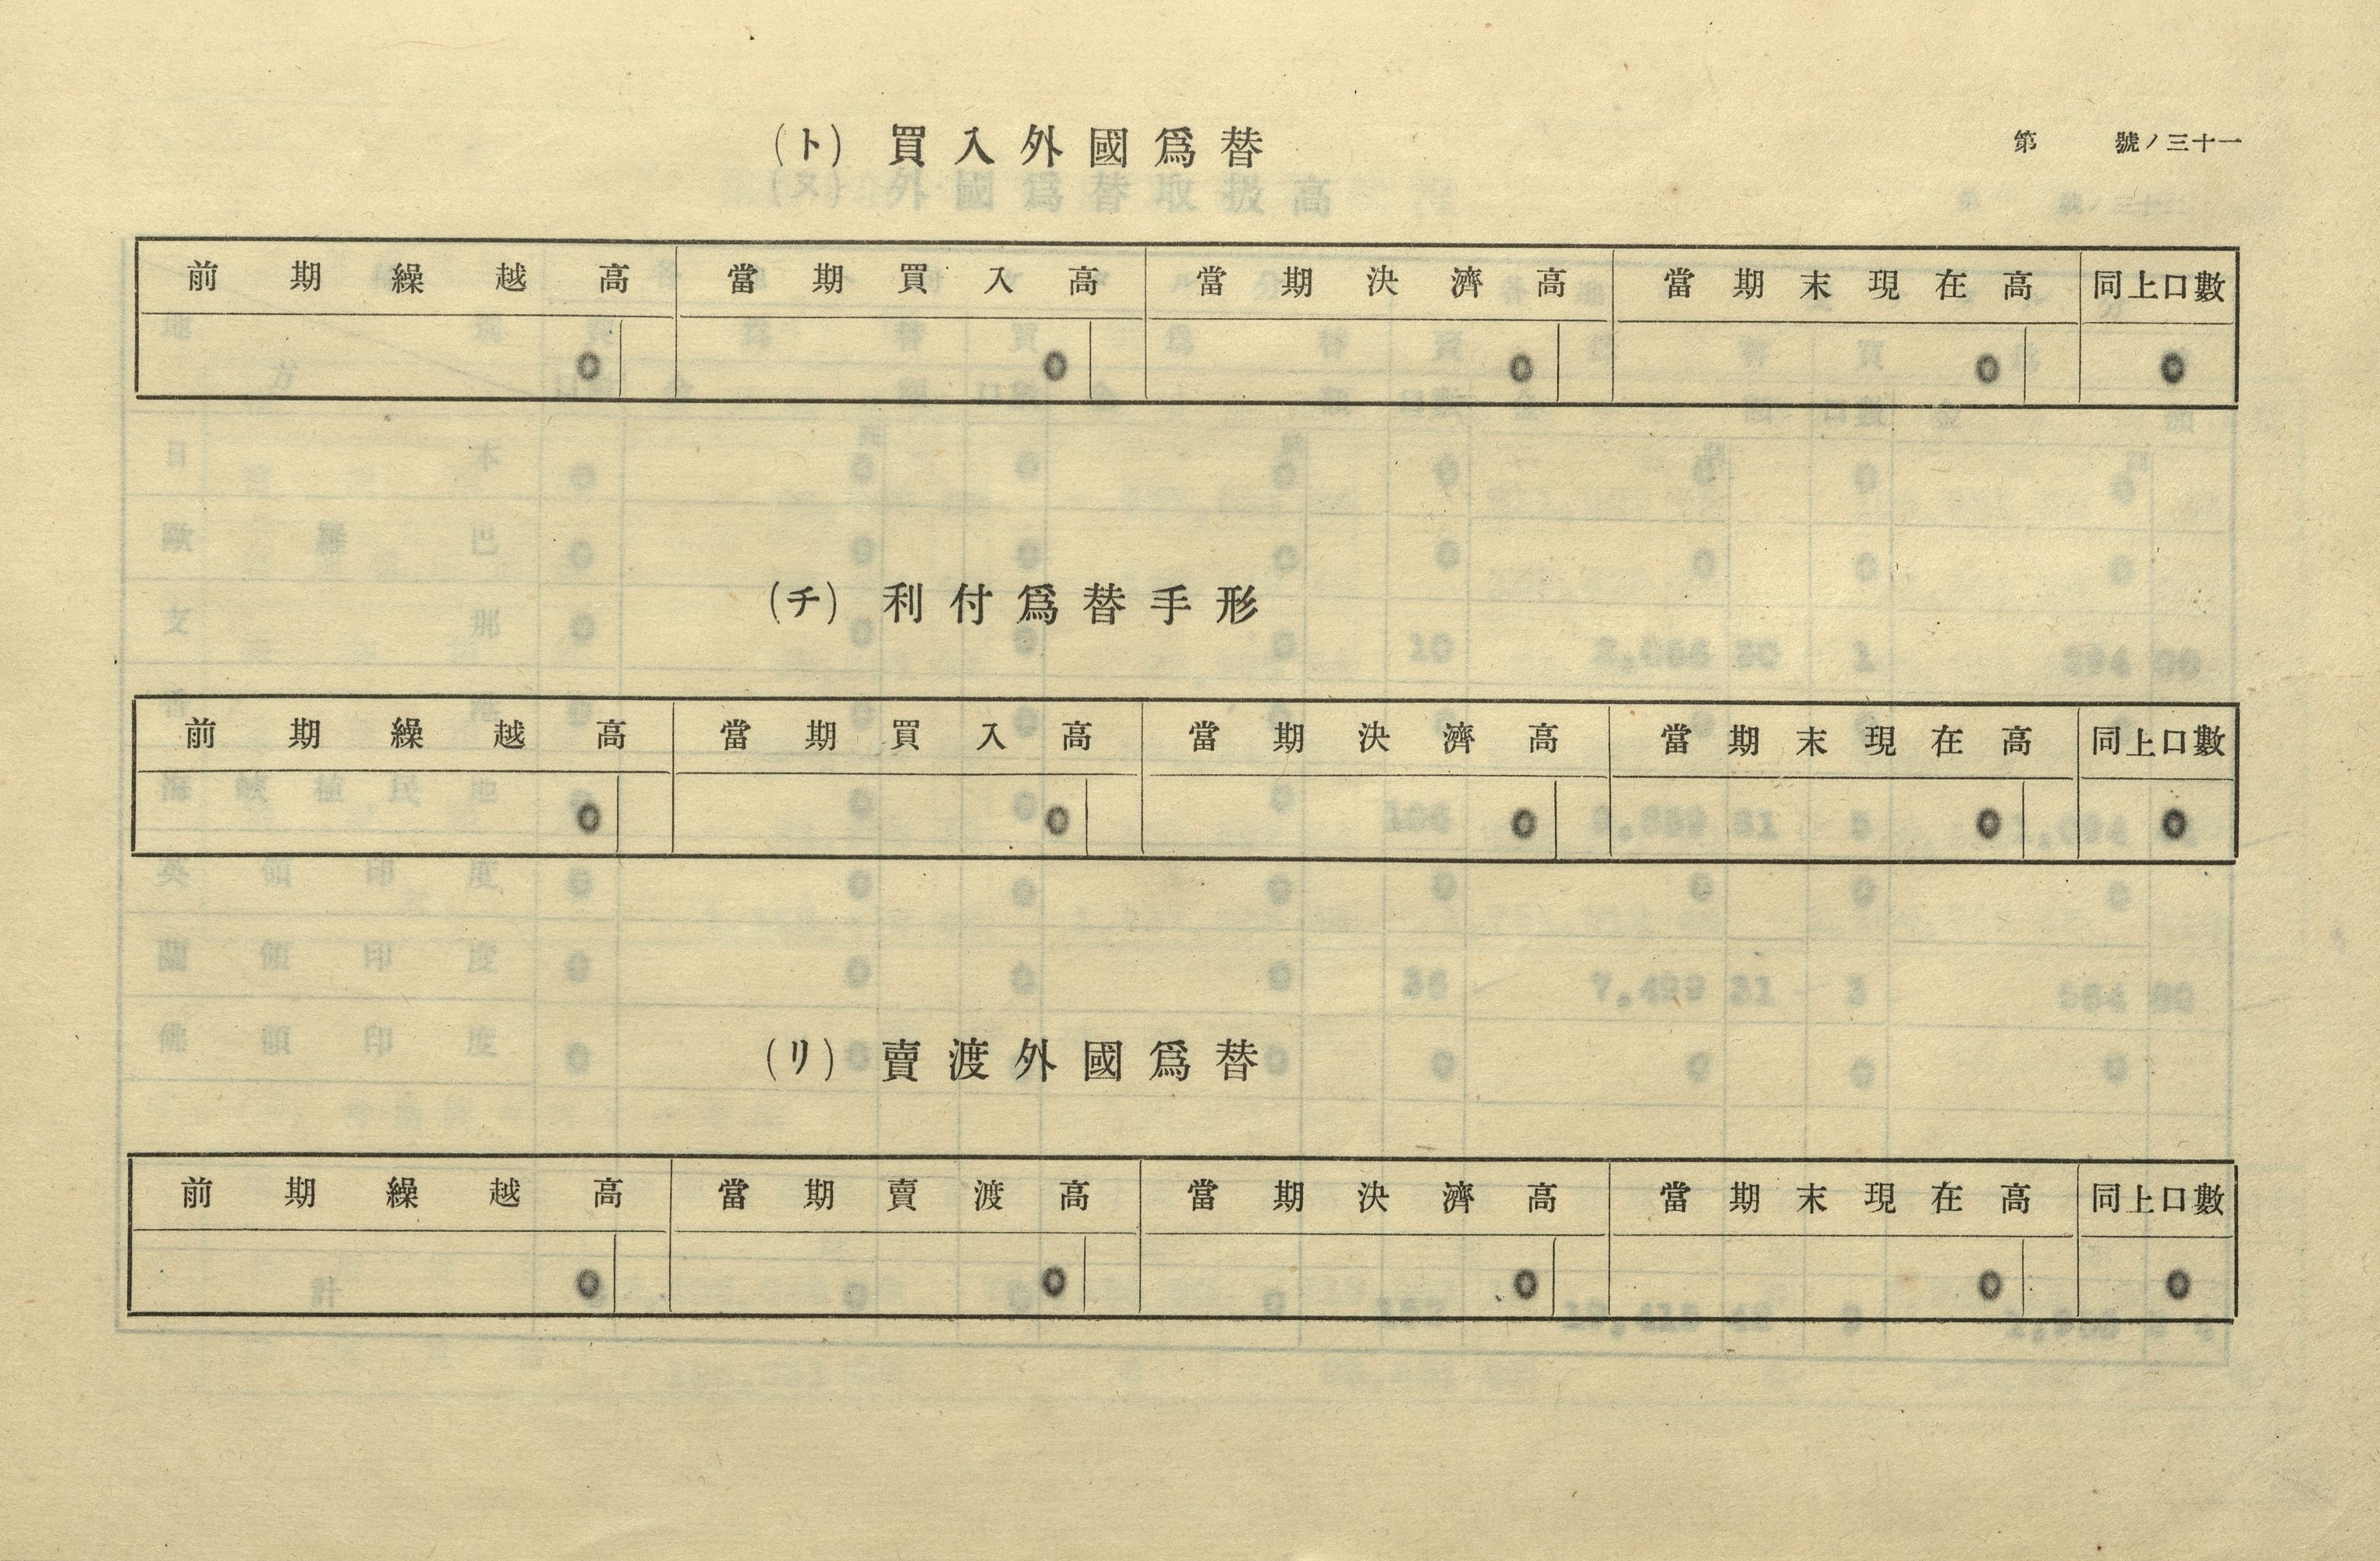 (ト) 買入外國爲替
第 號ノ三十一
前期繰越高 當期買入高 當期決濟高 當期末現在高 同上口數
0 0 0 0 0
(チ) 利付爲替手形
前期繰越高 當期買入高 當期決濟高 當期末現在高 同上口數
0 0 0 0 0
(リ) 賣渡外國爲替
前期繰越高 當期賣渡高 當期決濟高 當期末現在高 同上口數
0 0 0 0 0